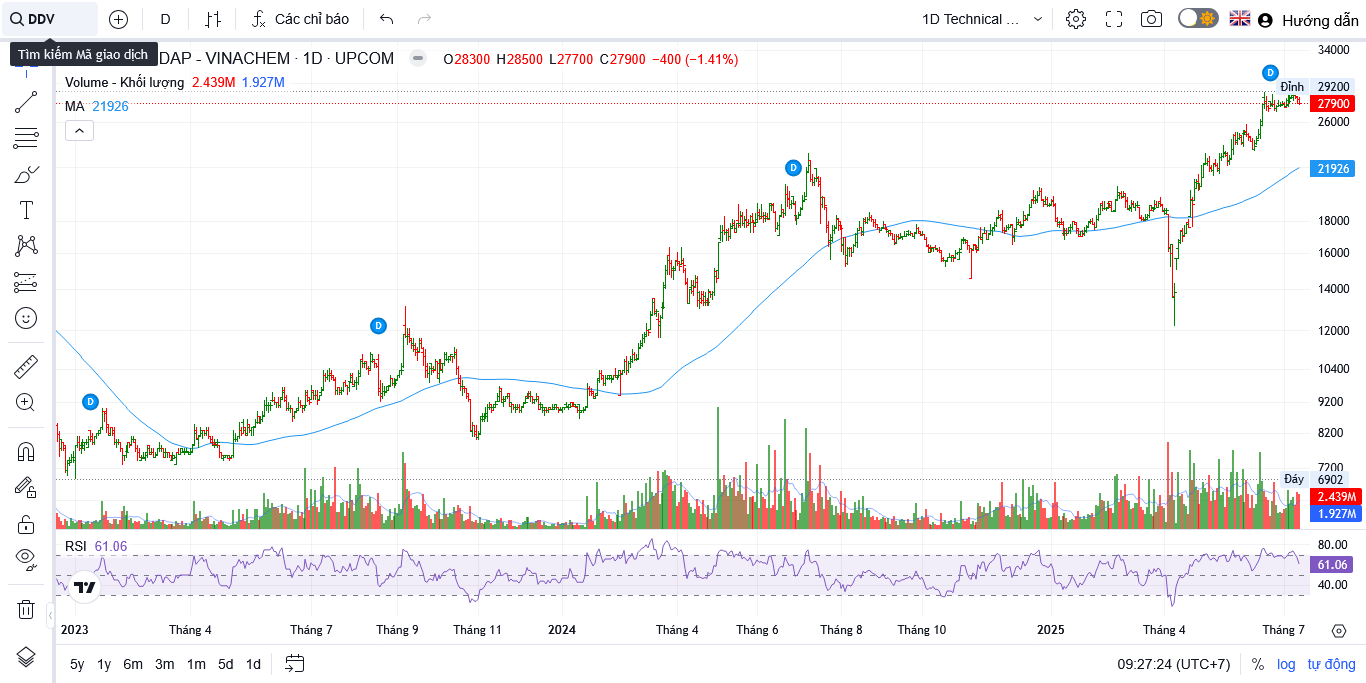 DDV
D
Các chỉ báo
1D Technical ...
Hướng dẫn
Tìm kiếm Mã giao dịch
DAP - VINACHEM · 1D · UPCOM
O28300 H28500 L27700 C27900 −400 (−1.41%)
Volume - Khối lượng 2.439M 1.927M
MA 21926
D
D
D
D
Đỉnh
34000
29200
27900
26000
21926
18000
16000
14000
12000
10400
9200
8200
7200
Đáy
6902
2.439M
1.927M
RSI 61.06
80.00
61.06
40.00
2023
Tháng 4
Tháng 7
Tháng 9
Tháng 11
2024
Tháng 4
Tháng 6
Tháng 8
Tháng 10
2025
Tháng 4
Tháng 7
5y 1y 6m 3m 1m 5d 1d
09:27:24 (UTC+7)
% log tự động